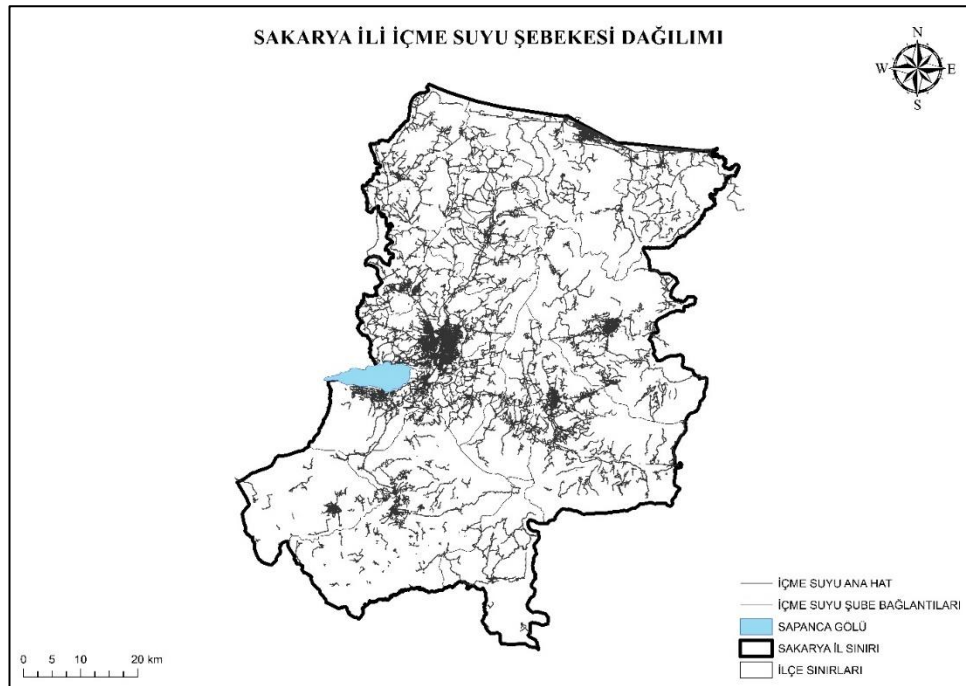 SAKARYA İLİ İÇME SUYU ŞEBEKESİ DAĞILIMI
N
W E
S
İÇME SUYU ANA HAT
İÇME SUYU ŞUBE BAĞLANTILARI
SAPANCA GÖLÜ
SAKARYA İL SINIRI
İLÇE SINIRLARI
0 5 10 20 km